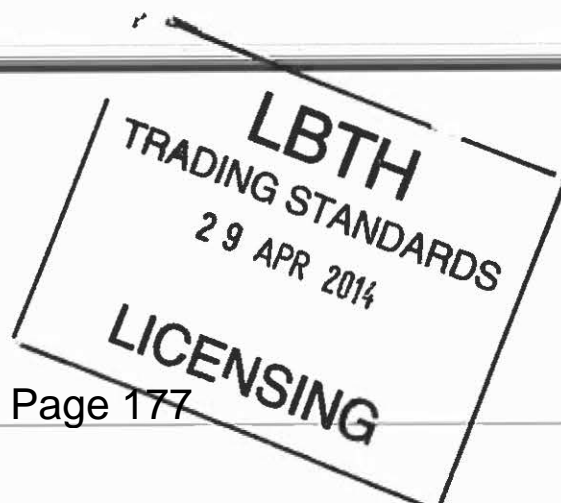 LBTH
TRADING STANDARDS
29 APR 2014
LICENSING
Page 177